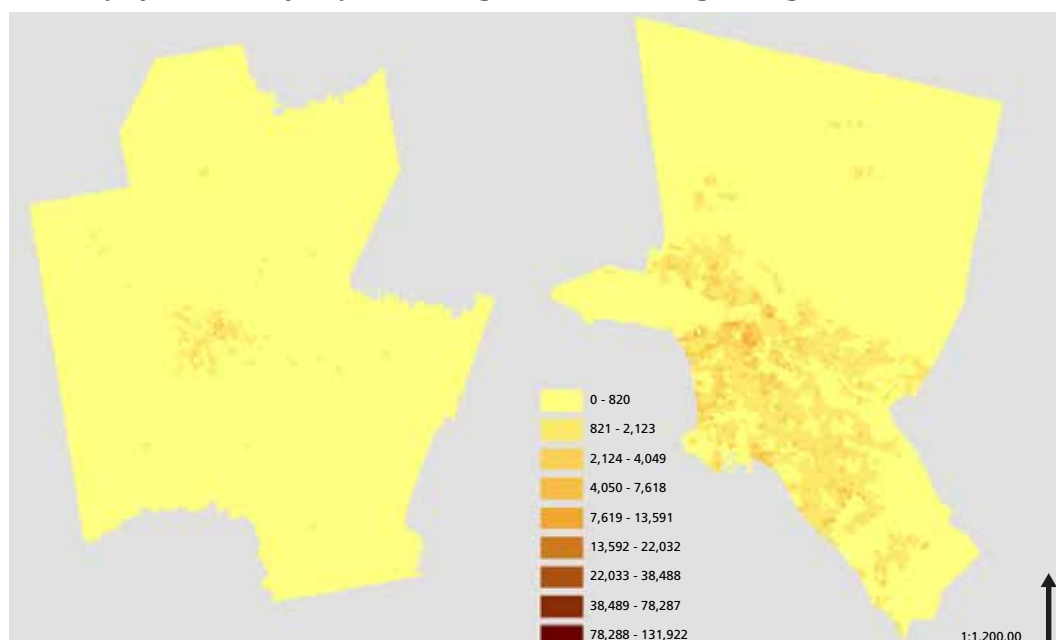 0 - 820
821 - 2,123
2,124 - 4,049
4,050 - 7,618
7,619 - 13,591
13,592 - 22,032
22,033 - 38,488
38,489 - 78,287
78,288 - 131,922
1:1,200,00